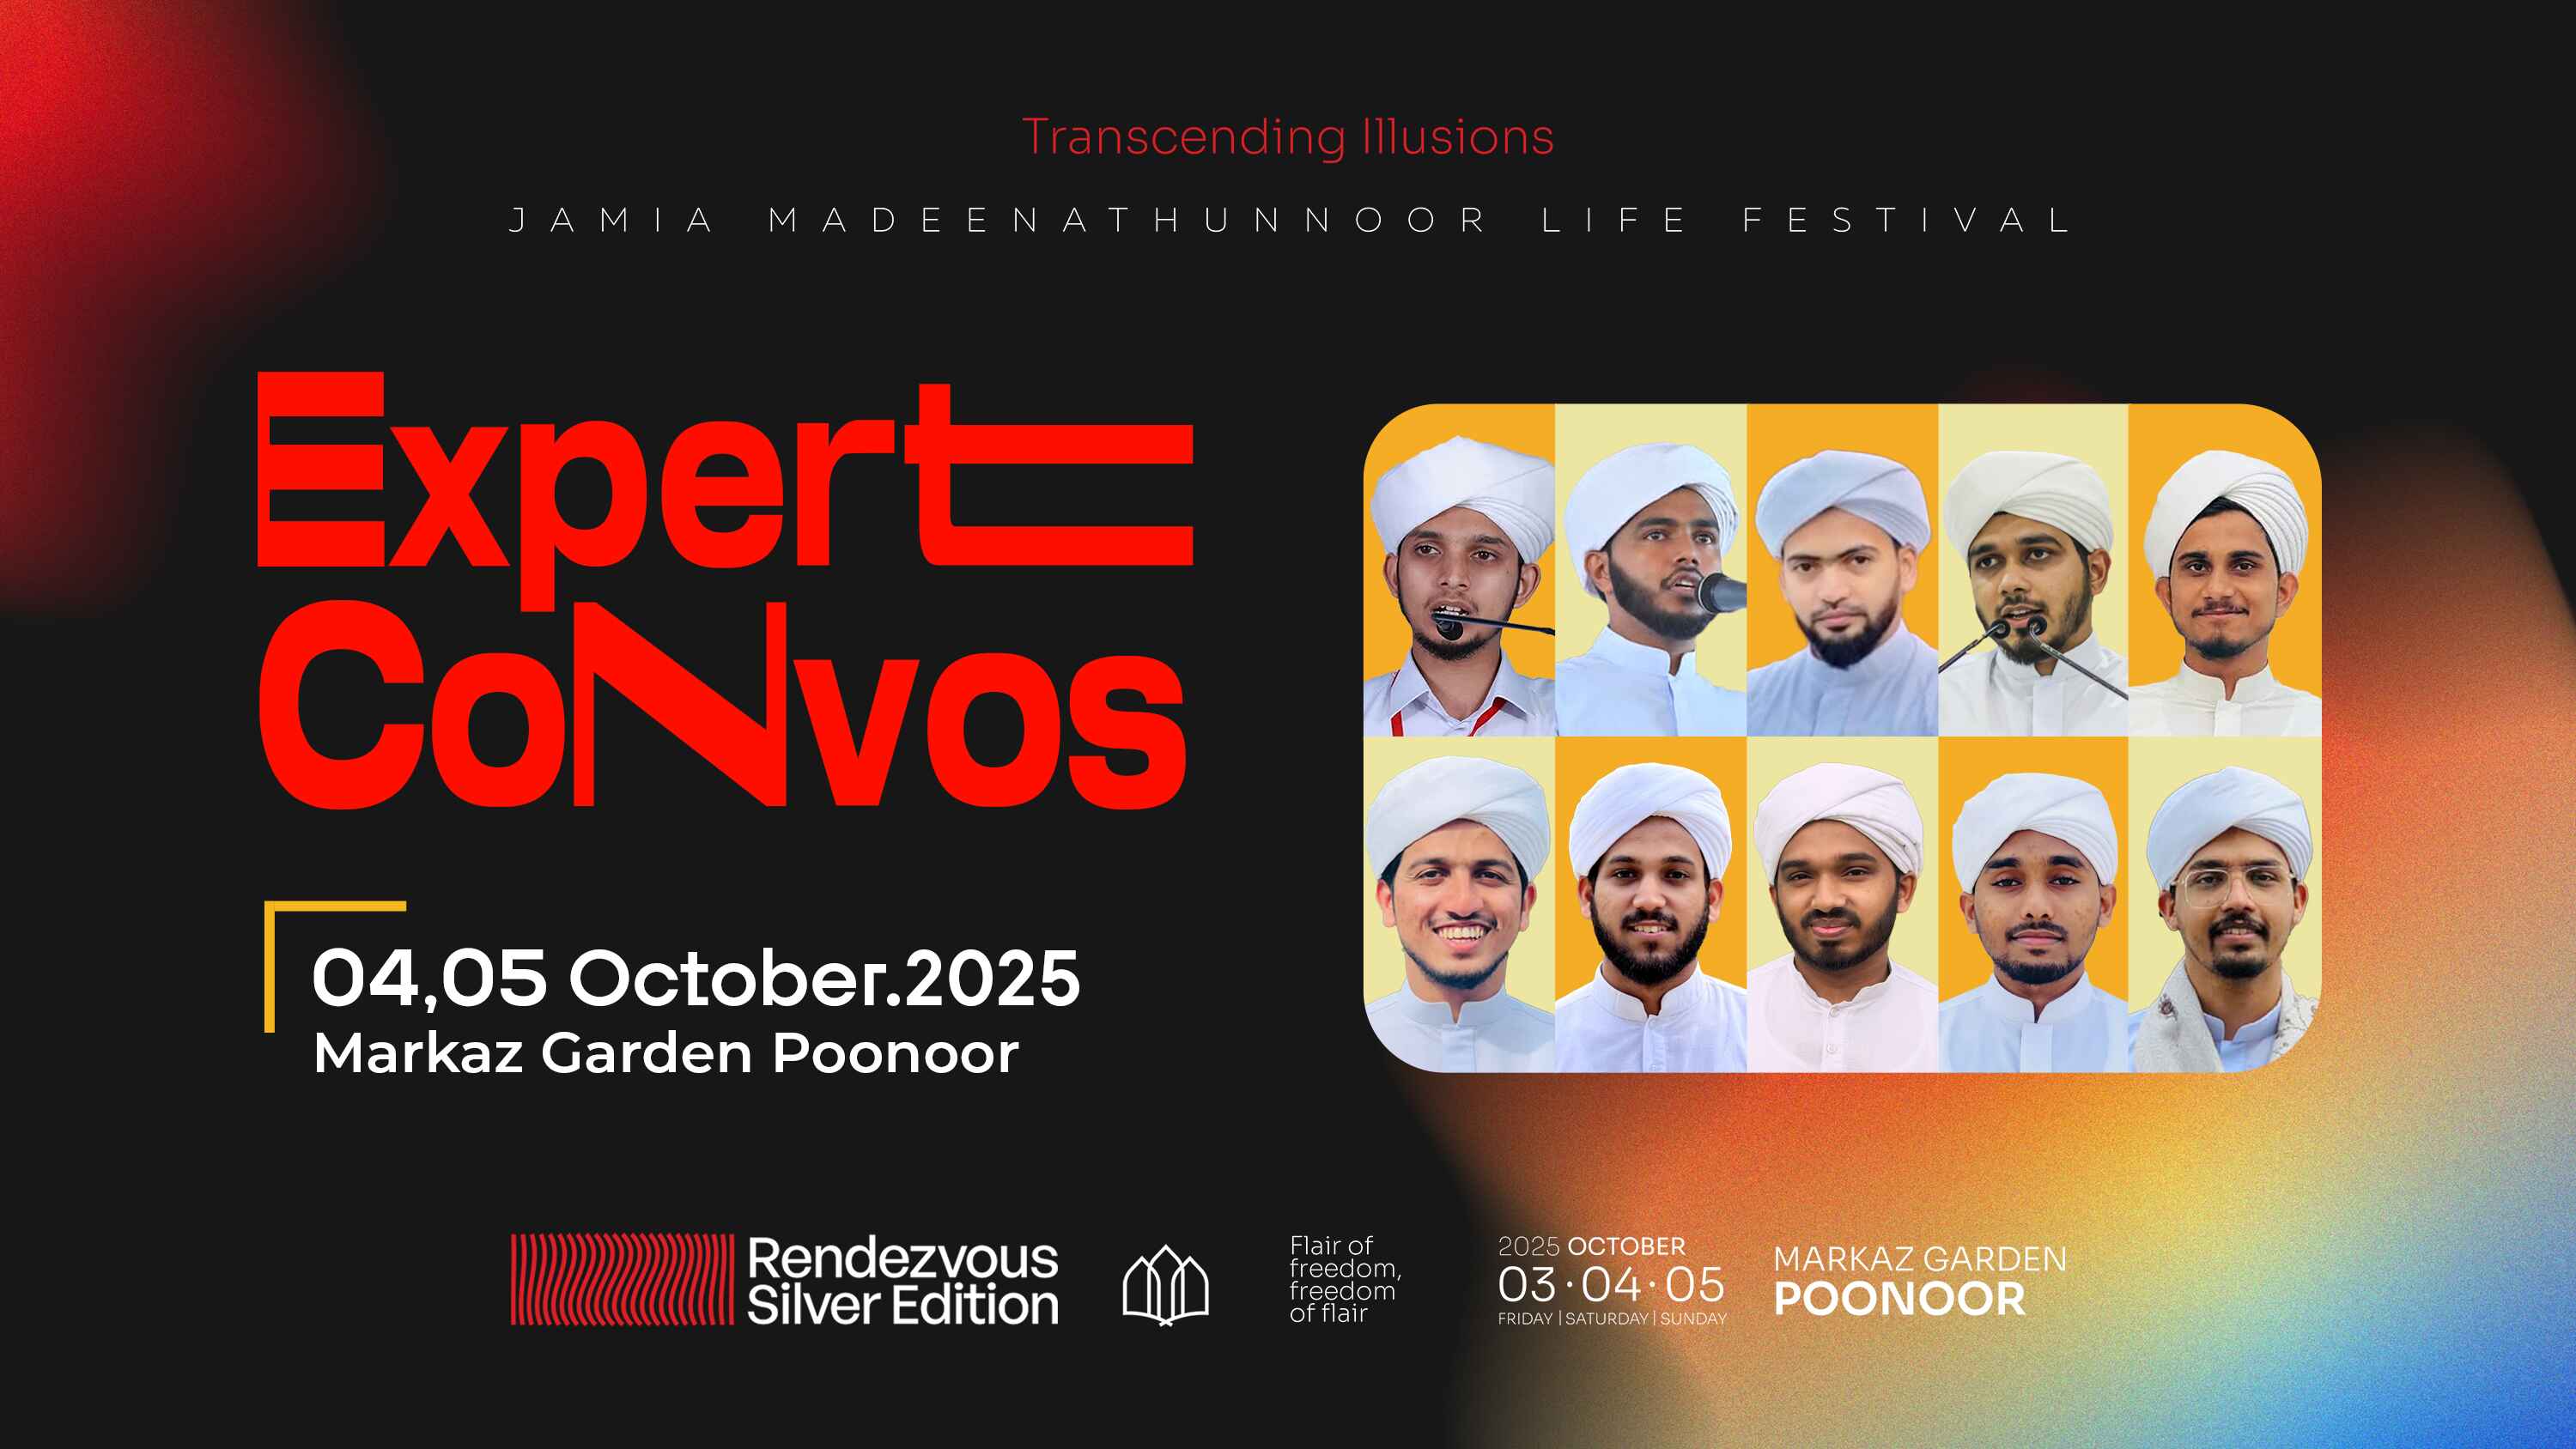 Transcending Illusions
JAMIA MADEENATHUNNOOR LIFE FESTIVAL
Expert
CoNvos
04,05 October.2025
Markaz Garden Poonoor
Rendezvous
Silver Edition
Flair of
freedom,
freedom
of flair
2025 OCTOBER
03·04·05
FRIDAY | SATURDAY | SUNDAY
MARKAZ GARDEN
POONOOR